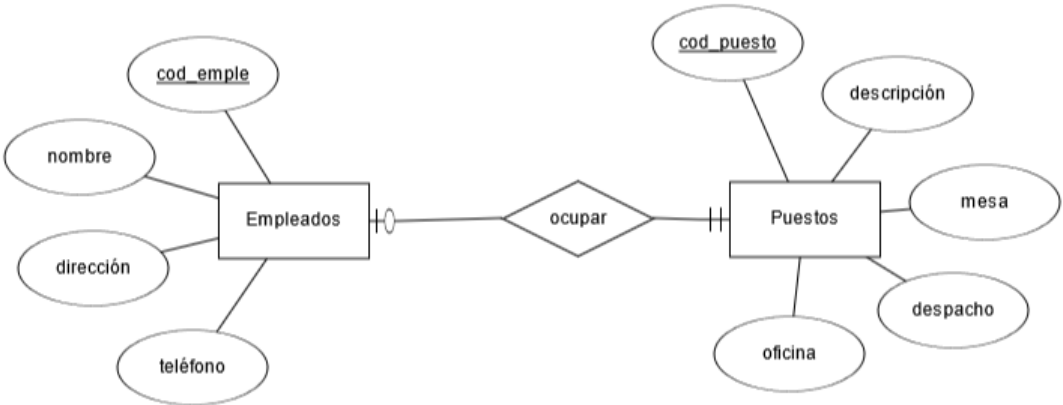 cod_emple
nombre
dirección
teléfono
Empleados
ocupar
Puestos
cod_puesto
descripción
mesa
despacho
oficina